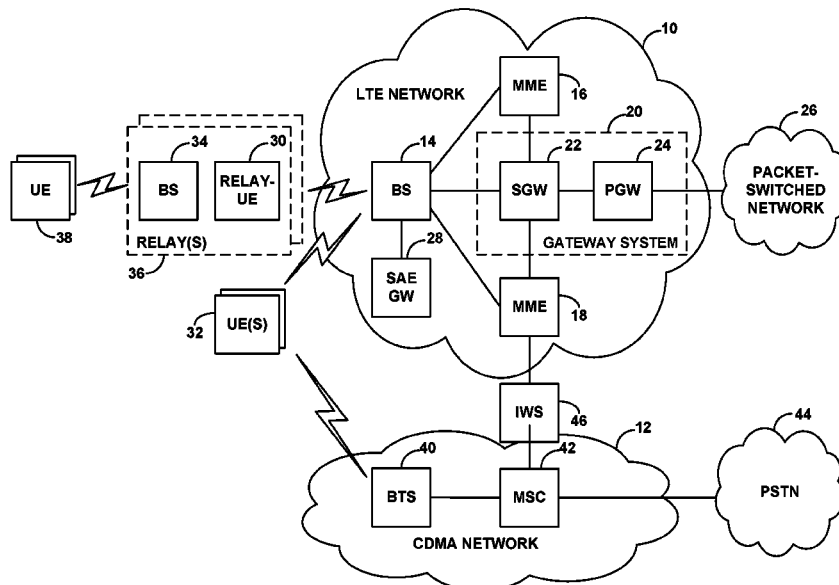 10
LTE NETWORK
MME
16
20
26
34
30
14
22
24
UE
BS
RELAY-
UE
BS
SGW
PGW
PACKET-
SWITCHED
NETWORK
38
RELAY(S)
28
GATEWAY SYSTEM
36
SAE
GW
MME
18
32
UE(S)
IWS
46
12
44
40
42
BTS
MSC
PSTN
CDMA NETWORK